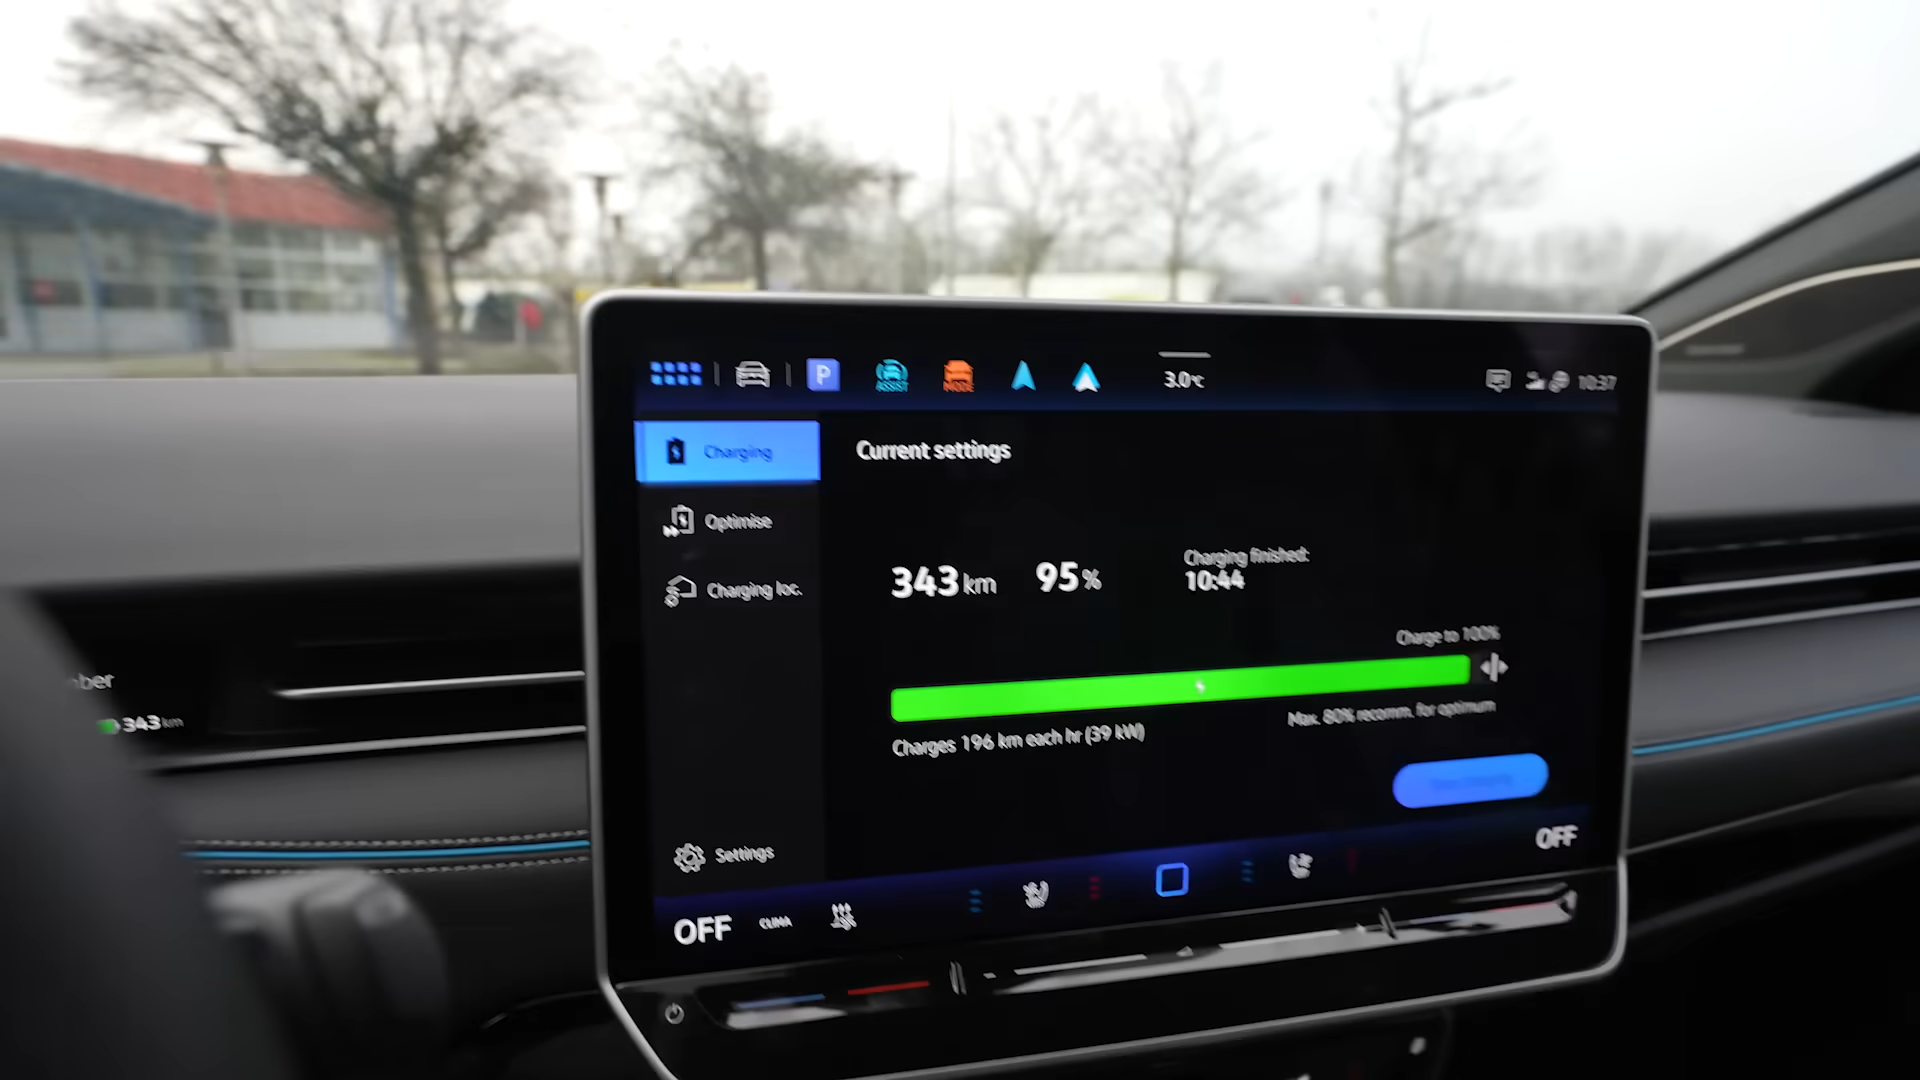 P
ASSIST
MODE
3.0°C
10:37
Charging
Current settings
Optimise
Charging loc.
343 km
95 %
Charging finished:
10:44
Charge to 100%
Max. 80% recomm. for optimum
Charges 196 km each hr (39 kW)
343 km
Settings
OFF
OFF
CLIMA